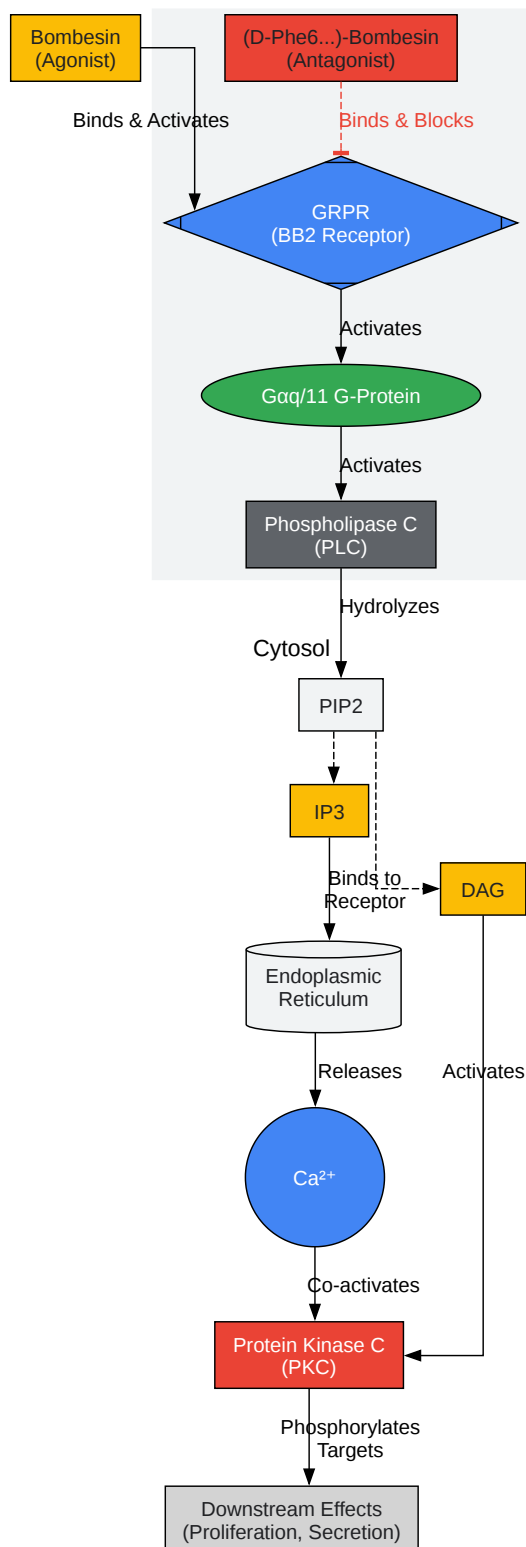 Bombesin
(Agonist)
(D-Phe6...)-Bombesin
(Antagonist)
Binds & Activates
Binds & Blocks
GRPR
(BB2 Receptor)
Activates
Gαq/11 G-Protein
Activates
Phospholipase C
(PLC)
Hydrolyzes
Cytosol
PIP2
IP3
Binds to
Receptor
DAG
Endoplasmic
Reticulum
Releases
Activates
Ca²⁺
Co-activates
Protein Kinase C
(PKC)
Phosphorylates
Targets
Downstream Effects
(Proliferation, Secretion)